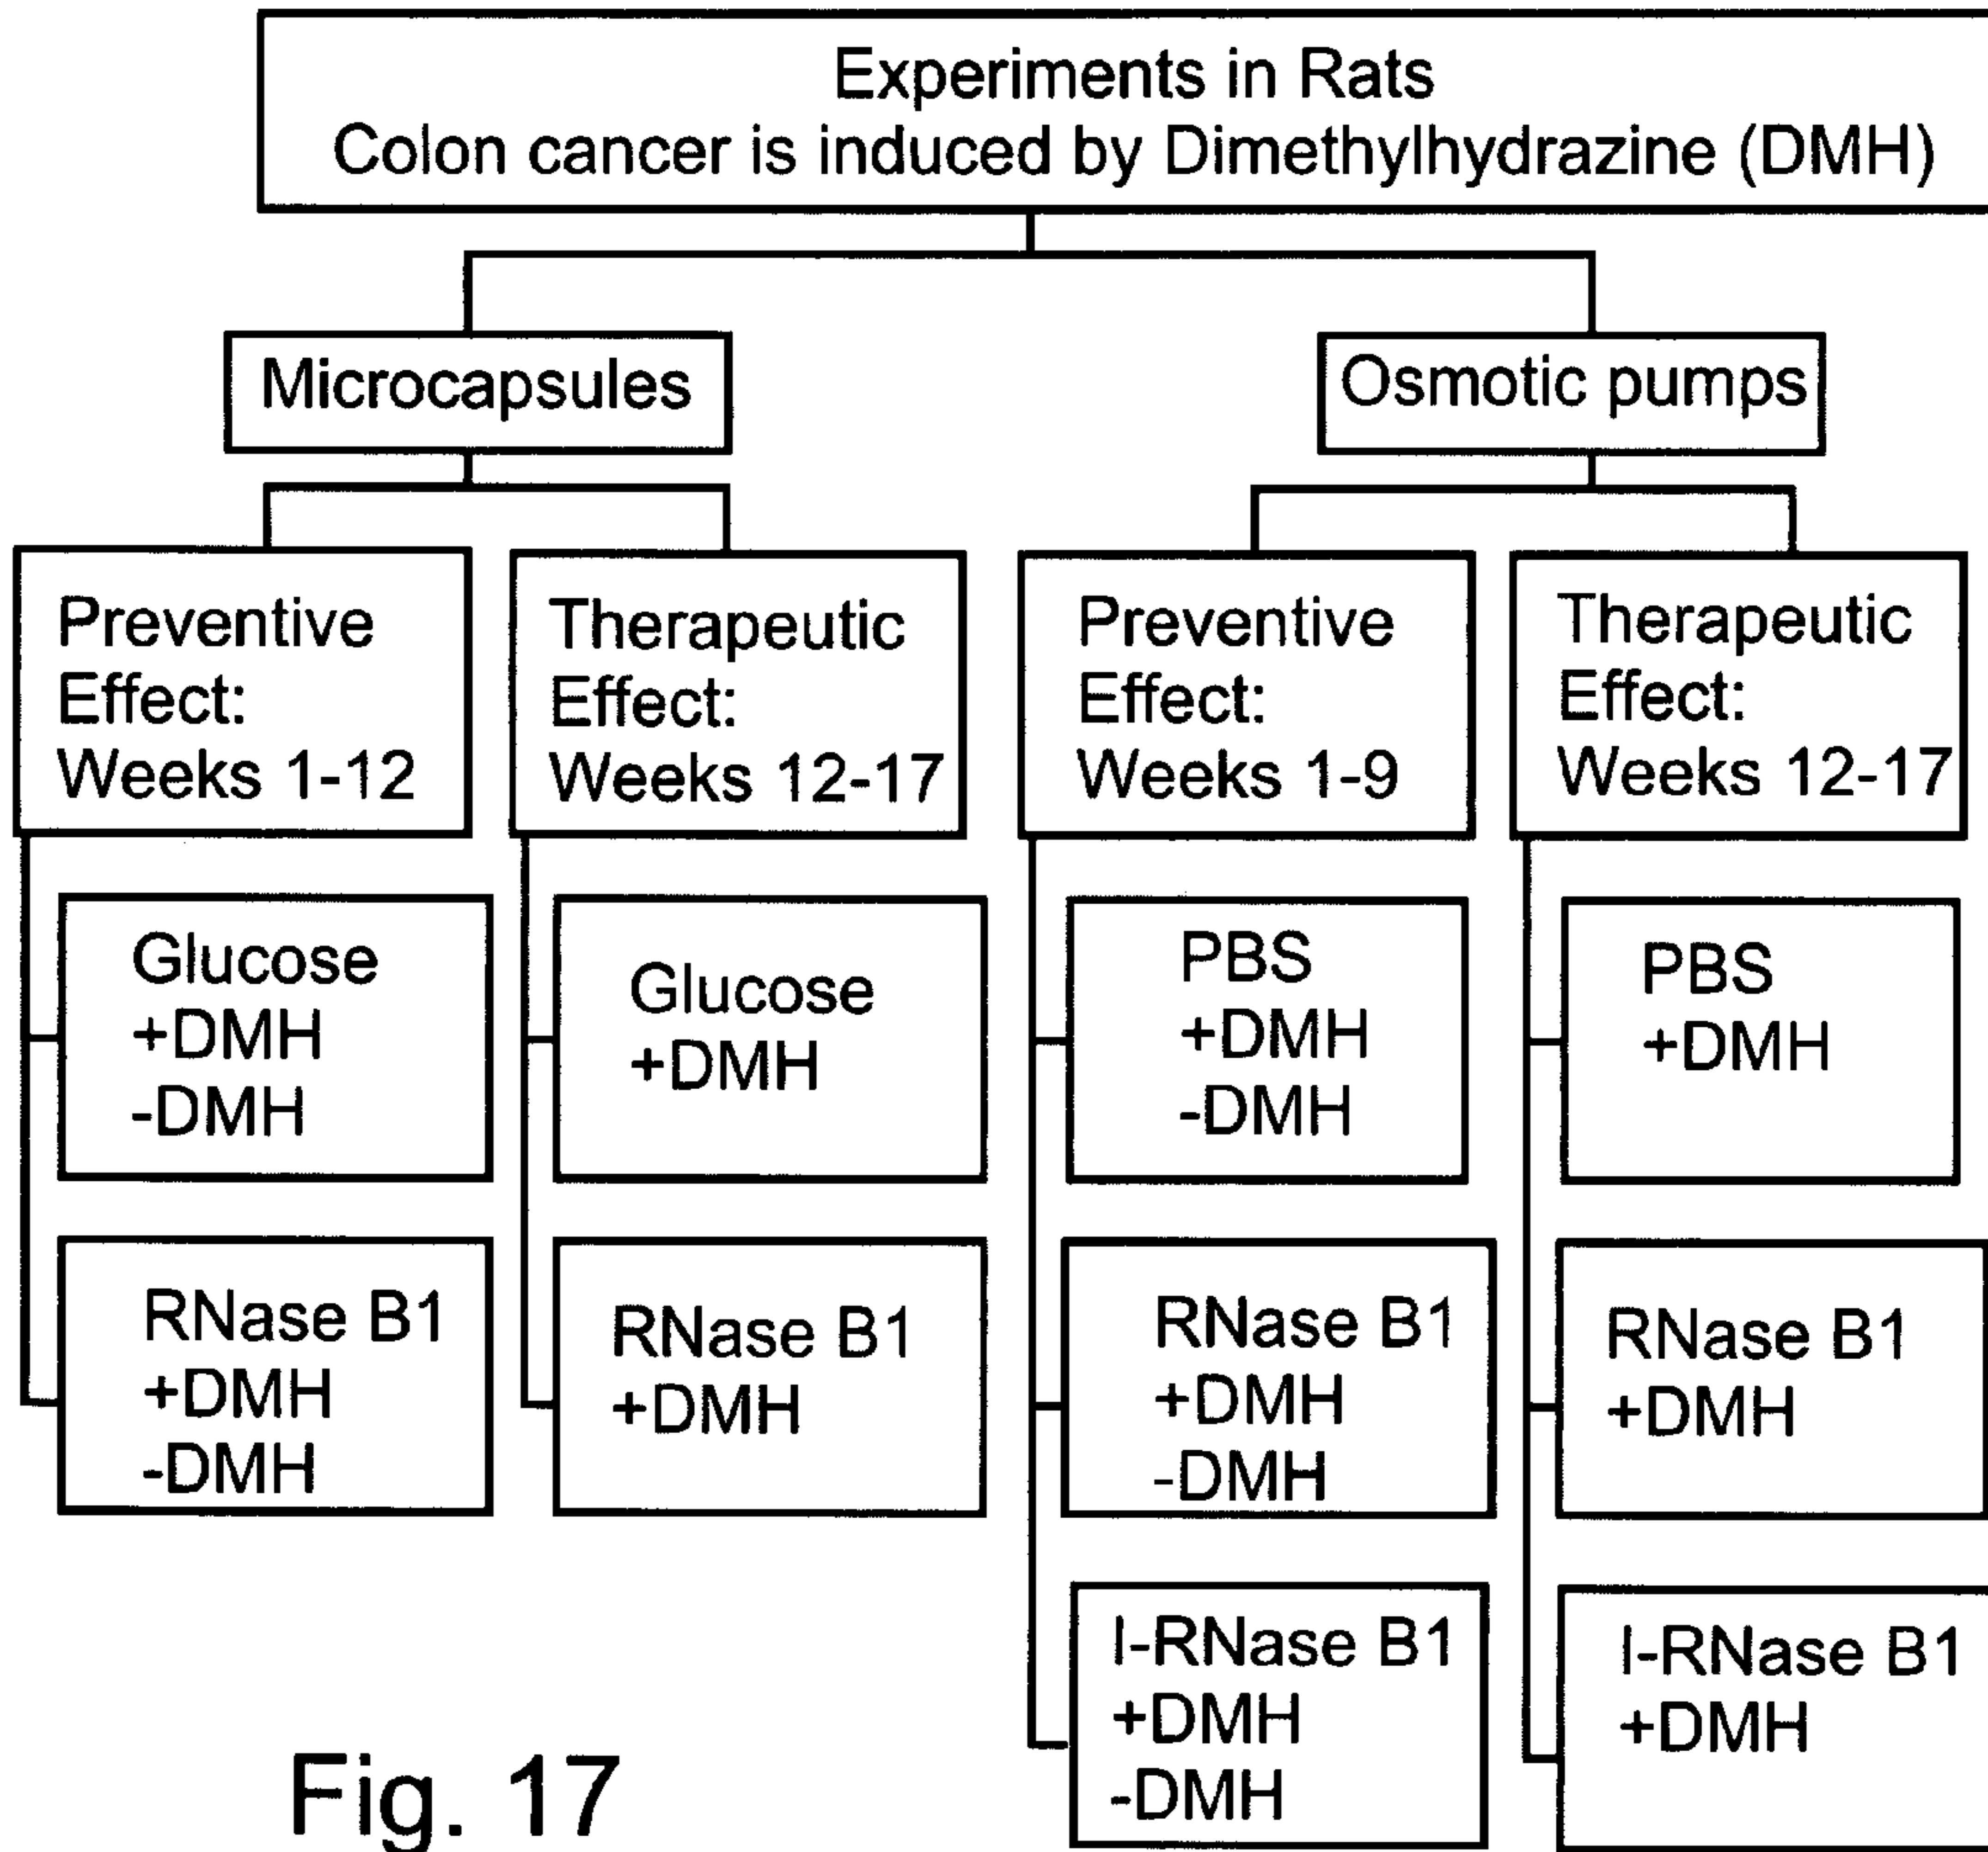 Experiments in Rats
Colon cancer is induced by Dimethylhydrazine (DMH)
Microcapsules
Osmotic pumps
Preventive
Effect:
Weeks 1-12
Therapeutic
Effect:
Weeks 12-17
Preventive
Effect:
Weeks 1-9
Therapeutic
Effect:
Weeks 12-17
Glucose
+DMH
-DMH
Glucose
+DMH
PBS
+DMH
-DMH
PBS
+DMH
RNase B1
+DMH
-DMH
RNase B1
+DMH
RNase B1
+DMH
-DMH
RNase B1
+DMH
I-RNase B1
+DMH
-DMH
I-RNase B1
+DMH
Fig. 17